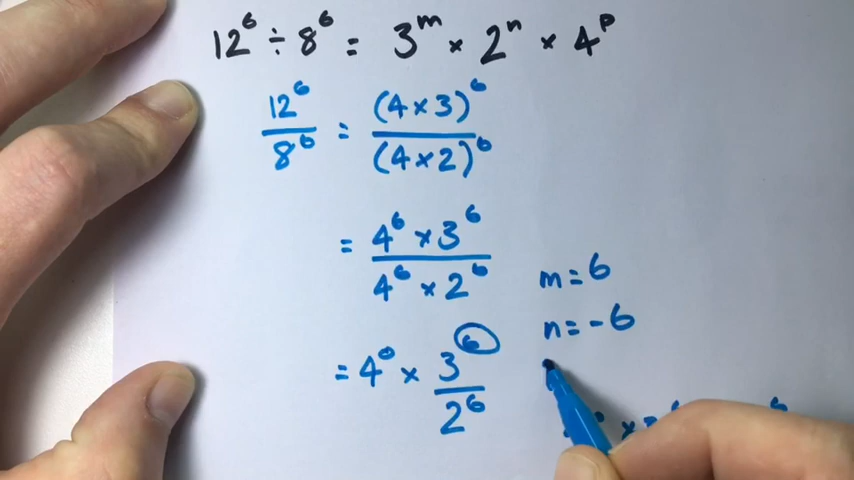 12⁶ ÷ 8⁶ = 3ᵐ × 2ⁿ × 4ᵖ
12⁶/8⁶ = (4 × 3)⁶/(4 × 2)⁶
= 4⁶ × 3⁶/4⁶ × 2⁶
m = 6
n = -6
= 4⁰ × 3⁶/2⁶